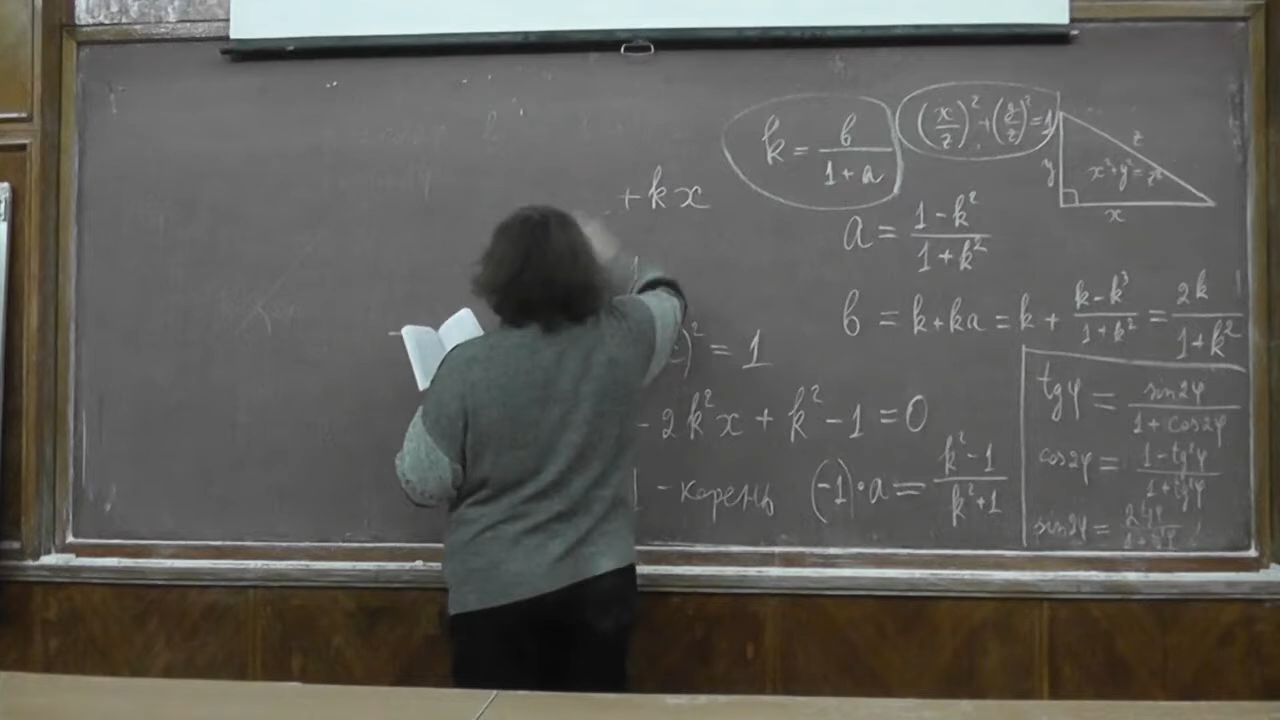 k = в/(1+a)
(x/z)² + (y/z)² = 1
z
y
x² + y² = z²
x
+kx
a = (1-k²)/(1+k²)
в = k+ka = k + (k-k³)/(1+k²) = 2k/(1+k²)
)² = 1
- 2k²x + k² - 1 = 0
- корень (-1)·a = (k²-1)/(k²+1)
tgφ = sin2φ/(1+cos2φ)
cos2φ = (1-tg²φ)/(1+tg²φ)
sin2φ =